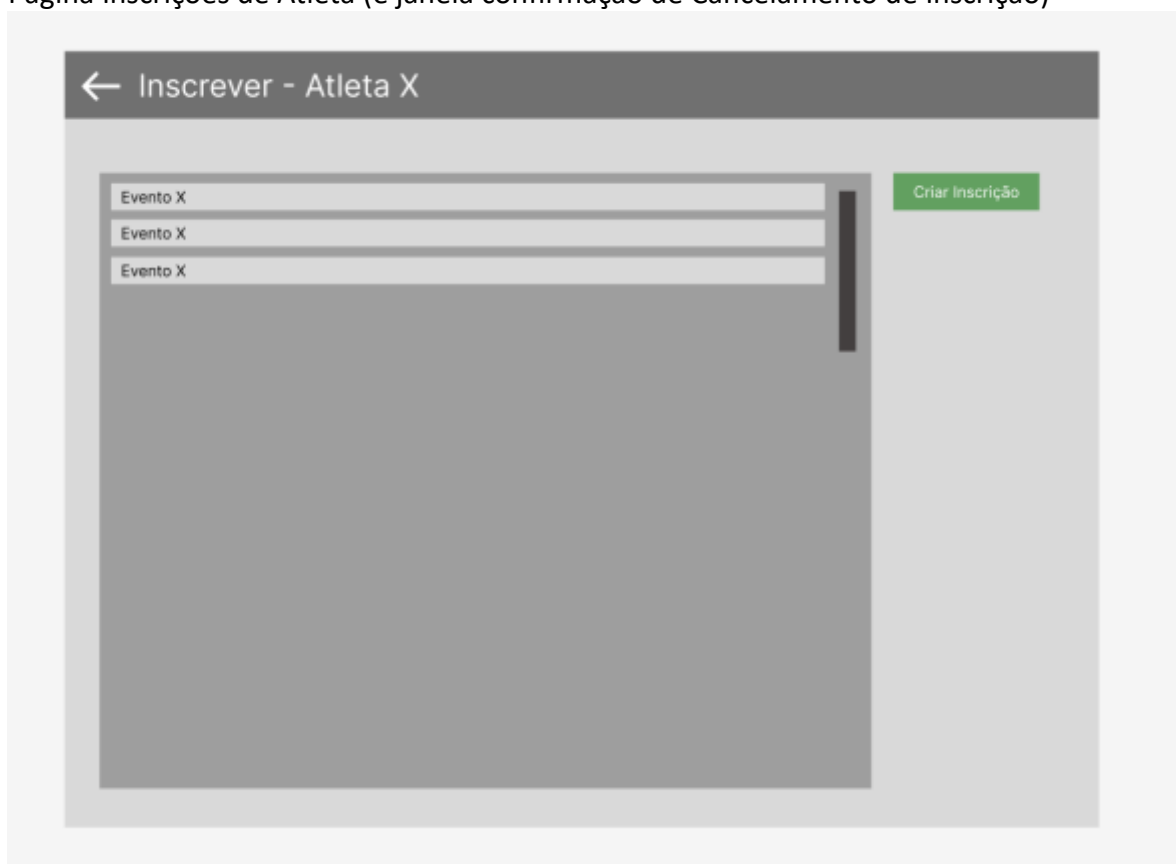 Página Inscrições de Atleta (e janela confirmação de Cancelamento de Inscrição)
← Inscrever - Atleta X
Evento X
Criar Inscrição
Evento X
Evento X